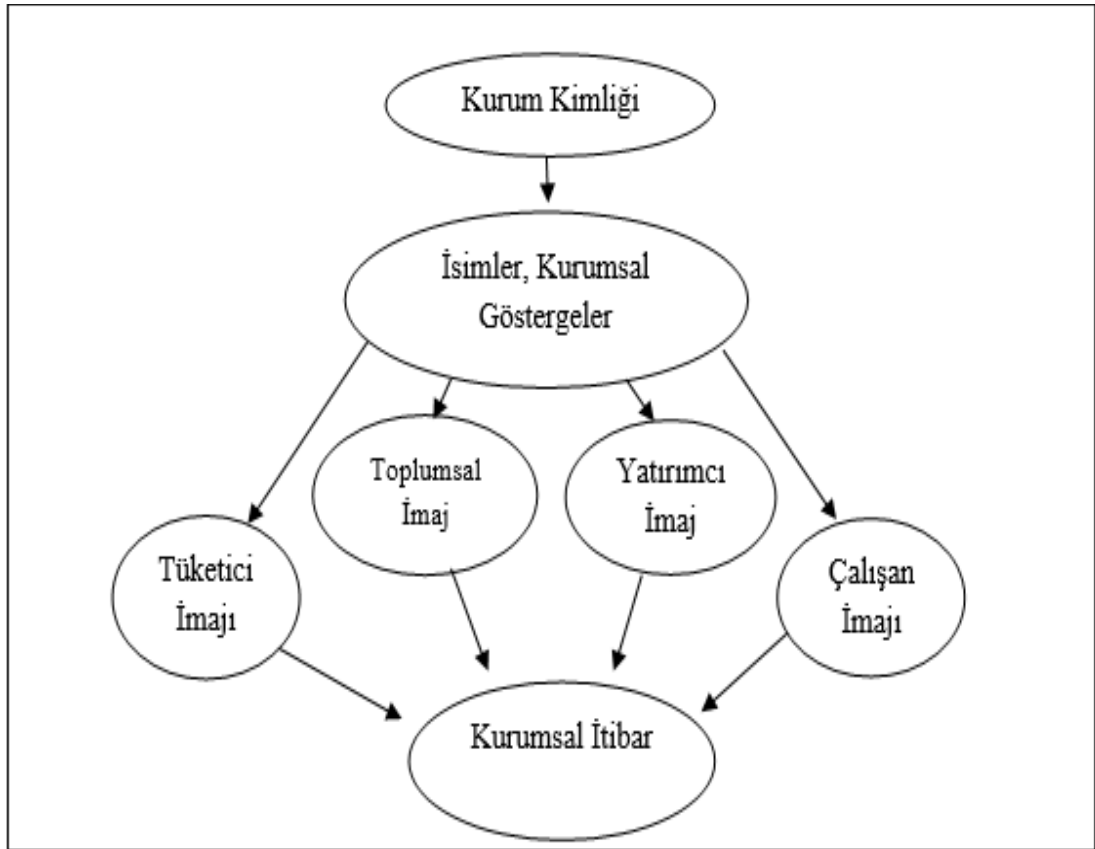 Kurum Kimliği
İsimler, Kurumsal
Göstergeler
Toplumsal
İmaj
Yatırımcı
İmaj
Tüketici
İmajı
Çalışan
İmajı
Kurumsal İtibar